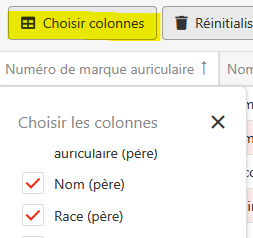 Choisir colonnes
Réinitialis
Numéro de marque auriculaire ↑
Nom
Choisir les colonnes
auriculaire (père)
Nom (père)
Race (père)